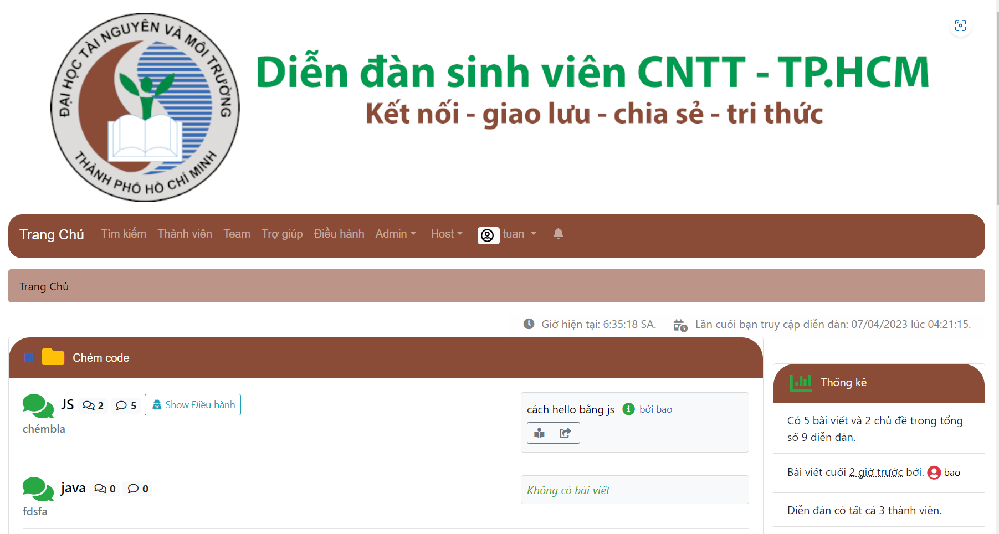 ĐẠI HỌC TÀI NGUYÊN VÀ MÔI TRƯỜNG
THÀNH PHỐ HỒ CHÍ MINH
Diễn đàn sinh viên CNTT - TP.HCM
Kết nối - giao lưu - chia sẻ - tri thức
Trang Chủ Tìm kiếm Thành viên Team Trợ giúp Điều hành Admin Host tuan
Trang Chủ
Giờ hiện tại: 6:35:18 SA. Lần cuối bạn truy cập diễn đàn: 07/04/2023 lúc 04:21:15.
Chém code
JS 2 5 Show Điều hành
chémbla
cách hello bằng js bởi bao
java 0 0
fdsfa
Không có bài viết
Thống kê
Có 5 bài viết và 2 chủ đề trong tổng
số 9 diễn đàn.
Bài viết cuối 2 giờ trước bởi. bao
Diễn đàn có tất cả 3 thành viên.